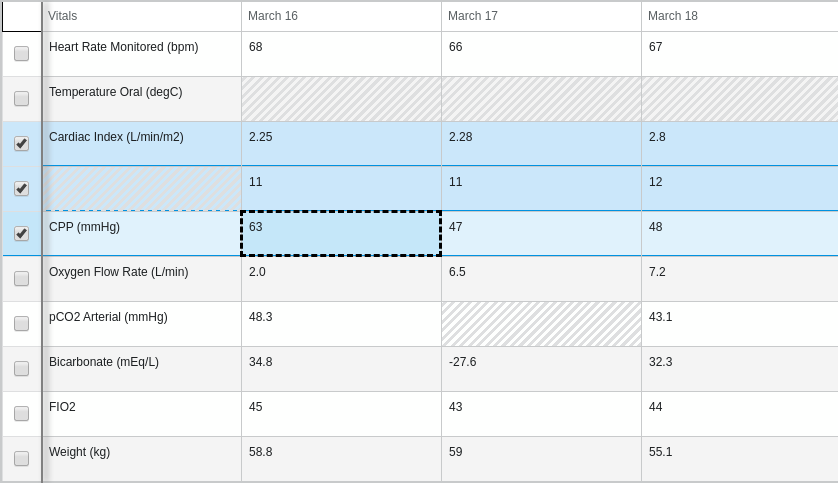 Vitals March 16 March 17 March 18
Heart Rate Monitored (bpm) 68 66 67
Temperature Oral (degC)
Cardiac Index (L/min/m2) 2.25 2.28 2.8
11 11 12
CPP (mmHg) 63 47 48
Oxygen Flow Rate (L/min) 2.0 6.5 7.2
pCO2 Arterial (mmHg) 48.3 43.1
Bicarbonate (mEq/L) 34.8 -27.6 32.3
FIO2 45 43 44
Weight (kg) 58.8 59 55.1